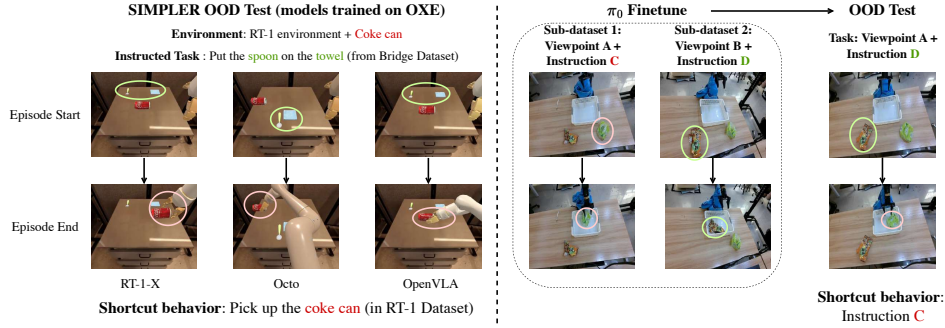 SIMPLER OOD Test (models trained on OXE)
Environment: RT-1 environment + Coke can
Instructed Task : Put the spoon on the towel (from Bridge Dataset)
Episode Start
Episode End
RT-1-X
Octo
OpenVLA
Shortcut behavior: Pick up the coke can (in RT-1 Dataset)
π₀ Finetune
OOD Test
Sub-dataset 1:
Viewpoint A +
Instruction C
Sub-dataset 2:
Viewpoint B +
Instruction D
Task: Viewpoint A +
Instruction D
Shortcut behavior:
Instruction C